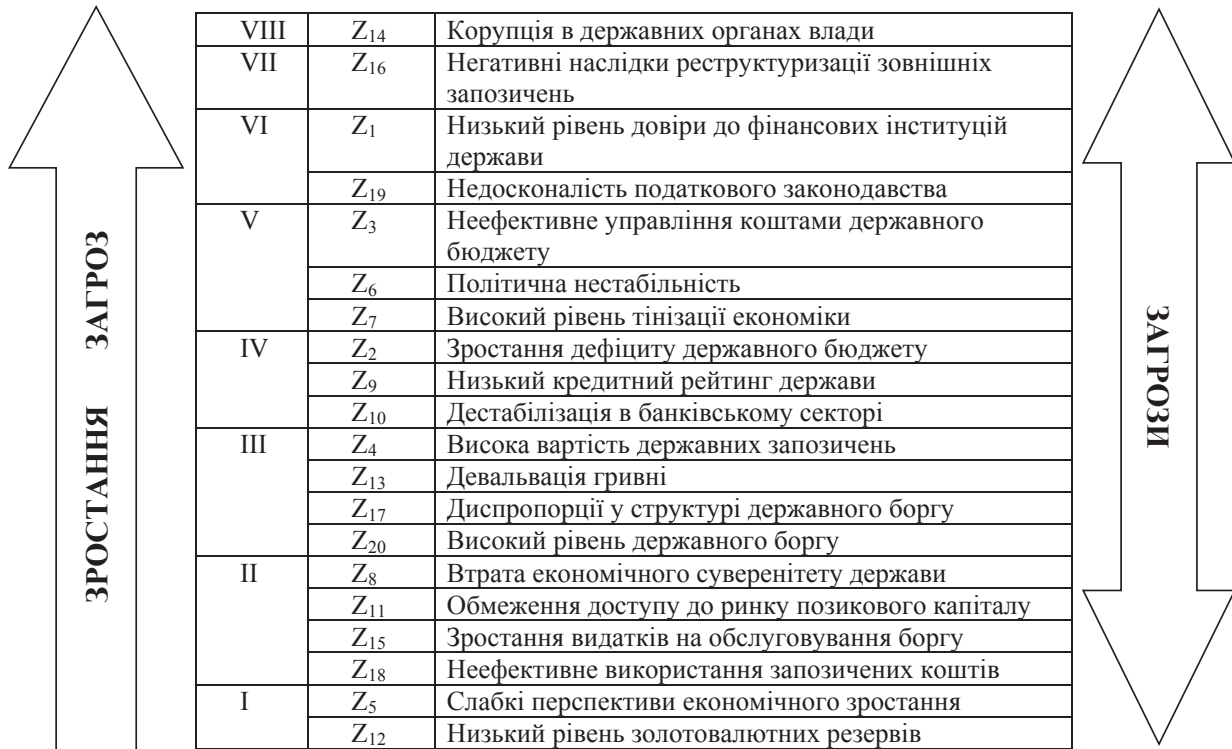 ЗРОСТАННЯ ЗАГРОЗ
VIII Z14 Корупція в державних органах влади
VII Z16 Негативні наслідки реструктуризації зовнішніх
запозичень
VI Z1 Низький рівень довіри до фінансових інституцій
держави
Z19 Недосконалість податкового законодавства
V Z3 Неефективне управління коштами державного
бюджету
Z6 Політична нестабільність
Z7 Високий рівень тінізації економіки
IV Z2 Зростання дефіциту державного бюджету
Z9 Низький кредитний рейтинг держави
Z10 Дестабілізація в банківському секторі
III Z4 Висока вартість державних запозичень
Z13 Девальвація гривні
Z17 Диспропорції у структурі державного боргу
Z20 Високий рівень державного боргу
II Z8 Втрата економічного суверенітету держави
Z11 Обмеження доступу до ринку позикового капіталу
Z15 Зростання видатків на обслуговування боргу
Z18 Неефективне використання запозичених коштів
I Z5 Слабкі перспективи економічного зростання
Z12 Низький рівень золотовалютних резервів
ЗАГРОЗИ